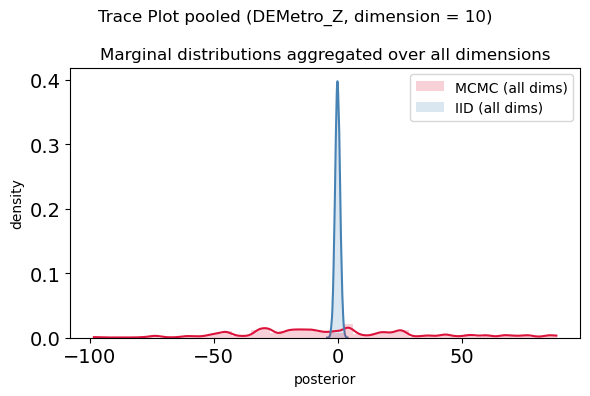 Trace Plot pooled (DEMetro_Z, dimension = 10)
Marginal distributions aggregated over all dimensions
MCMC (all dims)
IID (all dims)
density
0.4
0.3
0.2
0.1
0.0
−100
−50
0
50
posterior